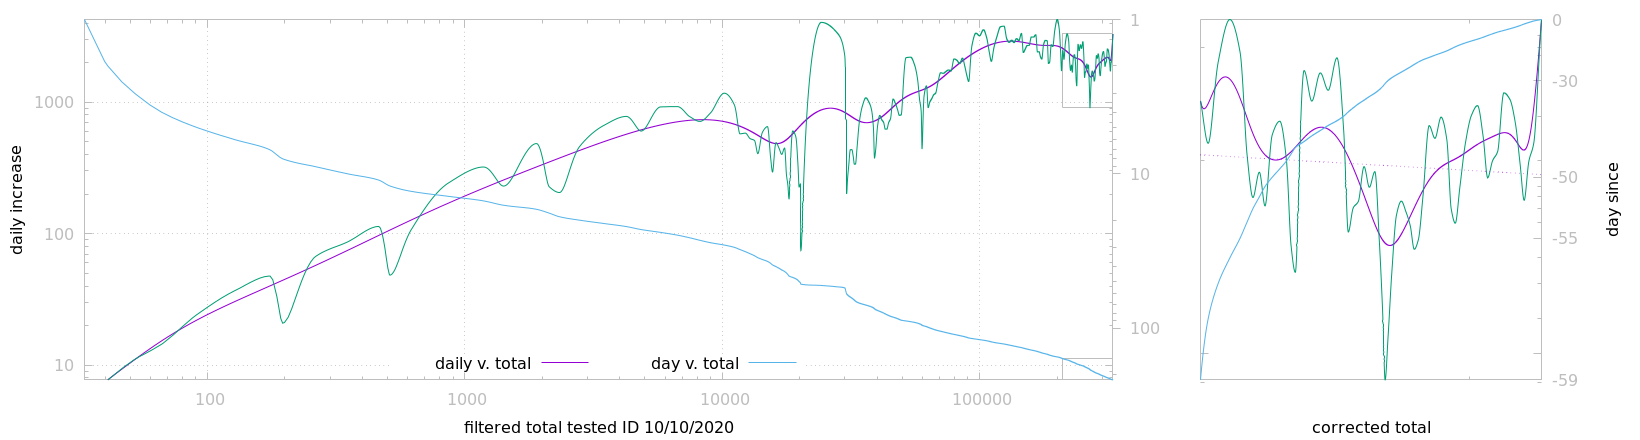 daily increase
1000
100
10
100
1000
10000
100000
filtered total tested ID 10/10/2020
daily v. total
day v. total
1
10
100
0
-30
-50
-55
-59
day since
corrected total